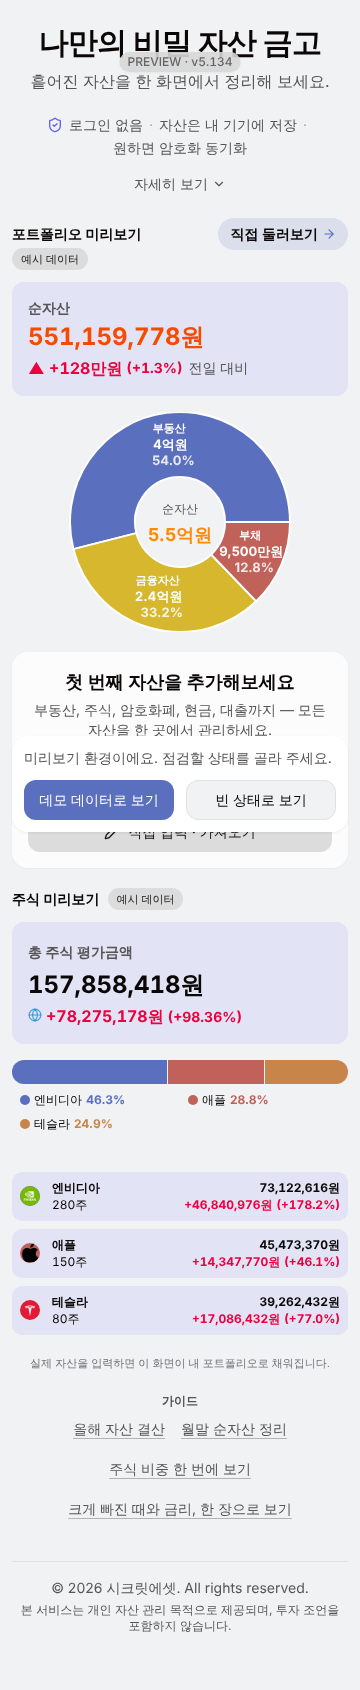 나만의 비밀 자산 금고
PREVIEW · v5.134
흩어진 자산을 한 화면에서 정리해 보세요.
로그인 없음 · 자산은 내 기기에 저장 ·
원하면 암호화 동기화
자세히 보기
포트폴리오 미리보기
직접 둘러보기
예시 데이터
순자산
551,159,778원
▲ +128만원 (+1.3%) 전일 대비
부동산
4억원
54.0%
순자산
5.5억원
부채
9,500만원
12.8%
금융자산
2.4억원
33.2%
첫 번째 자산을 추가해보세요
부동산, 주식, 암호화폐, 현금, 대출까지 — 모든
자산을 한 곳에서 관리하세요.
미리보기 환경이에요. 점검할 상태를 골라 주세요.
데모 데이터로 보기
빈 상태로 보기
직접 입력 · 가져오기
주식 미리보기
예시 데이터
총 주식 평가금액
157,858,418원
+78,275,178원 (+98.36%)
엔비디아 46.3%
애플 28.8%
테슬라 24.9%
엔비디아 73,122,616원
280주 +46,840,976원 (+178.2%)
애플 45,473,370원
150주 +14,347,770원 (+46.1%)
테슬라 39,262,432원
80주 +17,086,432원 (+77.0%)
실제 자산을 입력하면 이 화면이 내 포트폴리오로 채워집니다.
가이드
올해 자산 결산 월말 순자산 정리
주식 비중 한 번에 보기
크게 빠진 때와 금리, 한 장으로 보기
© 2026 시크릿에셋. All rights reserved.
본 서비스는 개인 자산 관리 목적으로 제공되며, 투자 조언을
포함하지 않습니다.